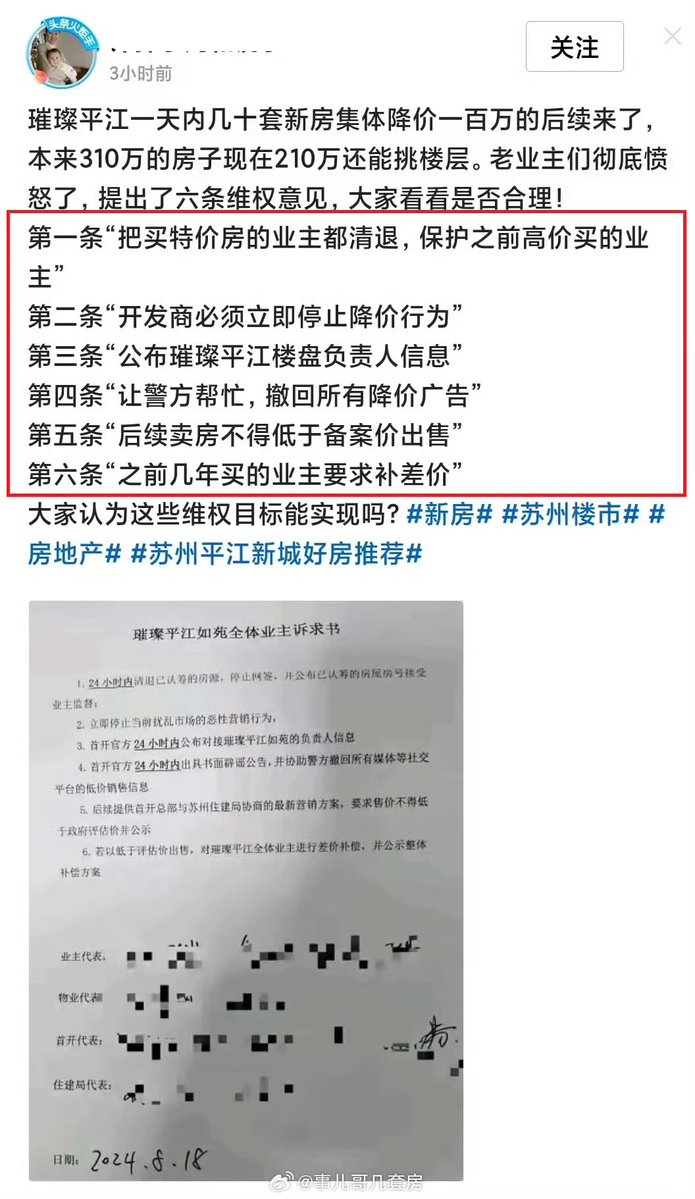 头条火炬手
3小时前
关注
璀璨平江一天内几十套新房集体降价一百万的后续来了，
本来310万的房子现在210万还能挑楼层。老业主们彻底愤
怒了，提出了六条维权意见，大家看看是否合理！
第一条“把买特价房的业主都清退，保护之前高价买的业
主”
第二条“开发商必须立即停止降价行为”
第三条“公布璀璨平江楼盘负责人信息”
第四条“让警方帮忙，撤回所有降价广告”
第五条“后续卖房不得低于备案价出售”
第六条“之前几年买的业主要求补差价”
大家认为这些维权目标能实现吗？#新房# #苏州楼市# #
房地产# #苏州平江新城好房推荐#
璀璨平江如苑全体业主诉求书
1. 24小时内清退已认筹的房源，停止网签，并公布已认筹的房屋房号接受
业主监督；
2. 立即停止当前扰乱市场的恶性营销行为，
3. 首开官方24小时内公布对接璀璨平江如苑的负责人信息
4. 首开官方24小时内出具书面辟谣公告，并协助警方撤回所有媒体等社交
平台的低价销售信息
5. 后续提供首开总部与苏州住建局协商的最新营销方案，要求售价不得低
于政府评估价并公示
6. 若以低于评估价出售，对璀璨平江全体业主进行差价补偿，并公示整体
补偿方案
业主代表：
物业代表：
首开代表：
住建局代表：
日期：2024.8.18
@事儿哥几套房